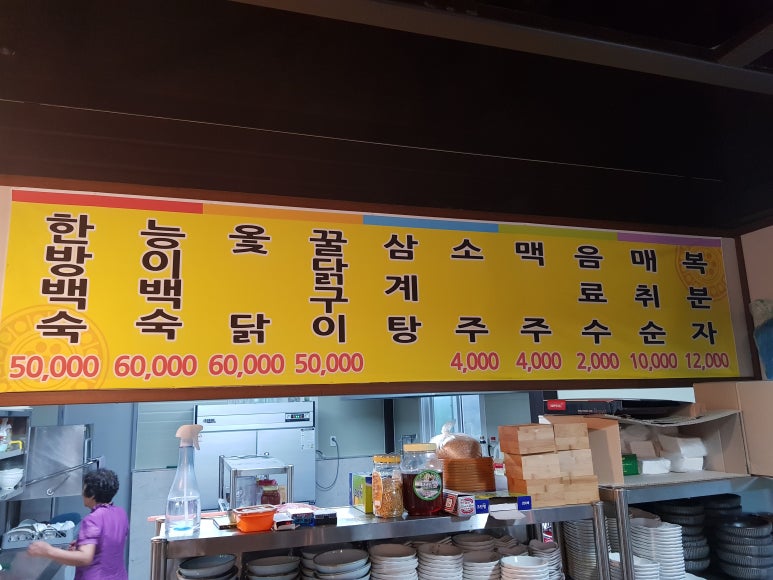 한방백숙
50,000
능이백숙
60,000
옻닭
60,000
꿀닭구이
50,000
삼계탕
소주
4,000
맥주
4,000
음료수
2,000
매취순
10,000
복분자
12,000